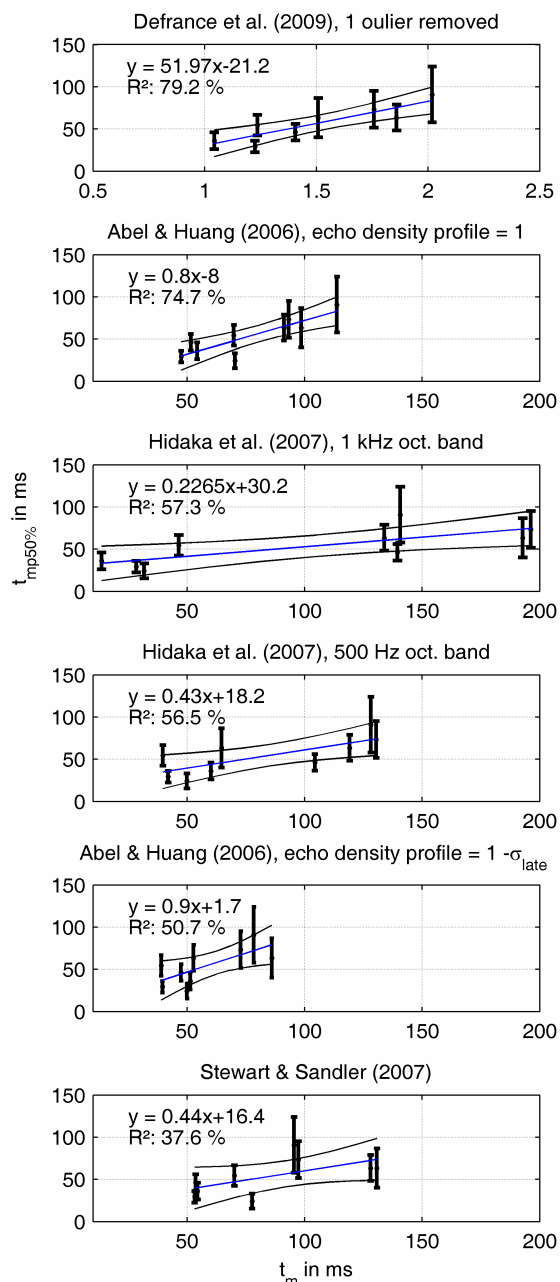 Defrance et al. (2009), 1 oulier removed
150
y = 51.97x-21.2
R²: 79.2 %
100
50
0
0.5 1 1.5 2 2.5
Abel & Huang (2006), echo density profile = 1
150
y = 0.8x-8
R²: 74.7 %
100
50
0
50 100 150 200
Hidaka et al. (2007), 1 kHz oct. band
150
y = 0.2265x+30.2
R²: 57.3 %
100
50
0
50 100 150 200
t_mp50% in ms
Hidaka et al. (2007), 500 Hz oct. band
150
y = 0.43x+18.2
R²: 56.5 %
100
50
0
50 100 150 200
Abel & Huang (2006), echo density profile = 1 -σ_late
150
y = 0.9x+1.7
R²: 50.7 %
100
50
0
50 100 150 200
Stewart & Sandler (2007)
150
y = 0.44x+16.4
R²: 37.6 %
100
50
0
50 100 150 200
t_m in ms